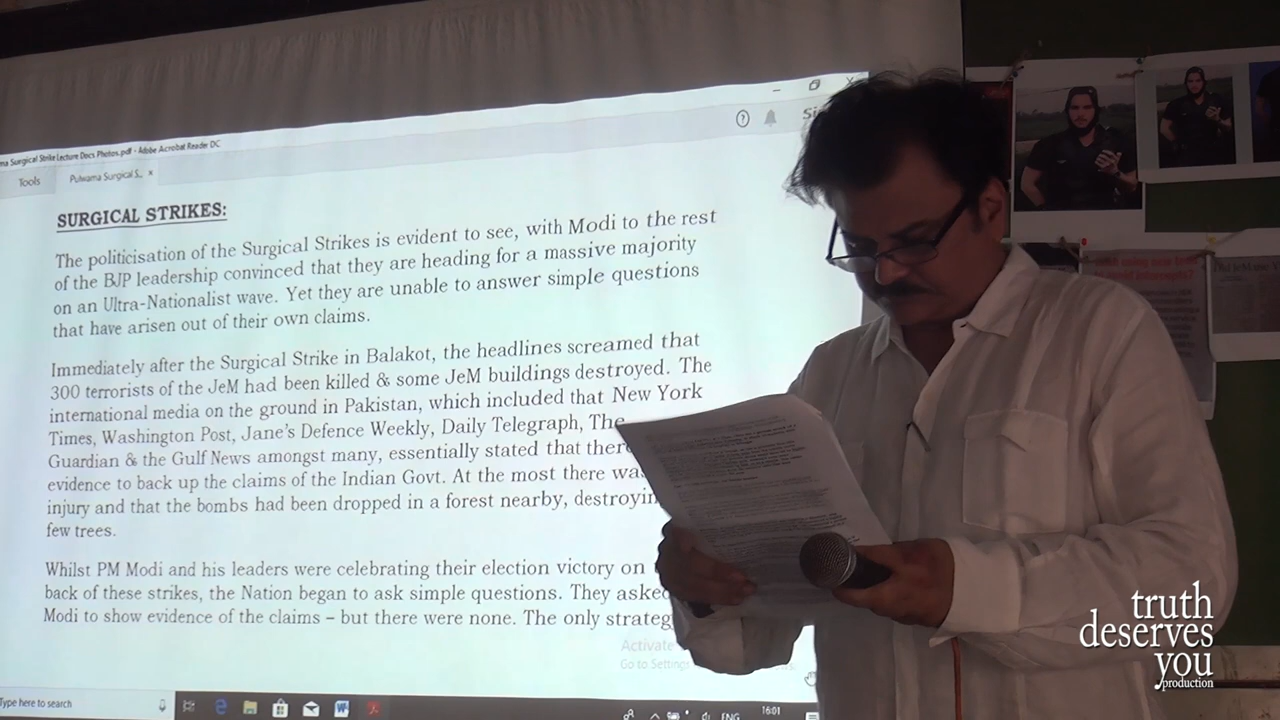 ma Surgical Strike Lecture Docs Photos.pdf - Adobe Acrobat Reader DC
Tools
Pulwama Surgical S... ×
SURGICAL STRIKES:
The politicisation of the Surgical Strikes is evident to see, with Modi to the rest
of the BJP leadership convinced that they are heading for a massive majority
on an Ultra-Nationalist wave. Yet they are unable to answer simple questions
that have arisen out of their own claims.
Immediately after the Surgical Strike in Balakot, the headlines screamed that
300 terrorists of the JeM had been killed & some JeM buildings destroyed. The
international media on the ground in Pakistan, which included that New York
Times, Washington Post, Jane's Defence Weekly, Daily Telegraph, The
Guardian & the Gulf News amongst many, essentially stated that there
evidence to back up the claims of the Indian Govt. At the most there was
injury and that the bombs had been dropped in a forest nearby, destroyin
few trees.
Whilst PM Modi and his leaders were celebrating their election victory on
back of these strikes, the Nation began to ask simple questions. They asked
Modi to show evidence of the claims – but there were none. The only strateg
Activate
Go to Settings
Type here to search
ENG
16:01
truth
deserves
you
production